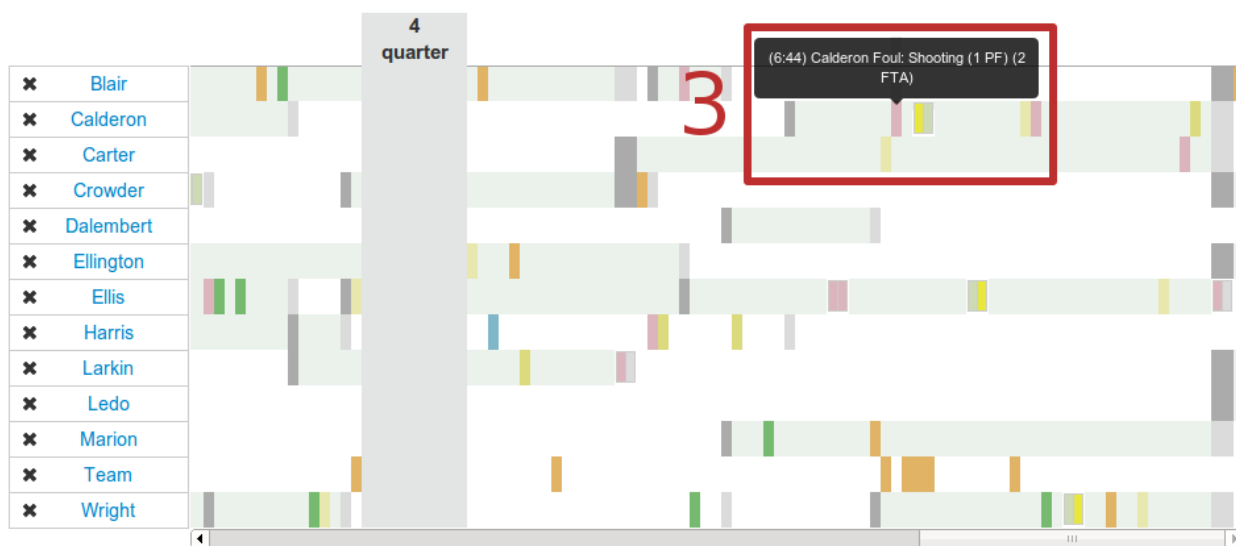 4
quarter
(6:44) Calderon Foul: Shooting (1 PF) (2
FTA)
3
✖ Blair
✖ Calderon
✖ Carter
✖ Crowder
✖ Dalembert
✖ Ellington
✖ Ellis
✖ Harris
✖ Larkin
✖ Ledo
✖ Marion
✖ Team
✖ Wright